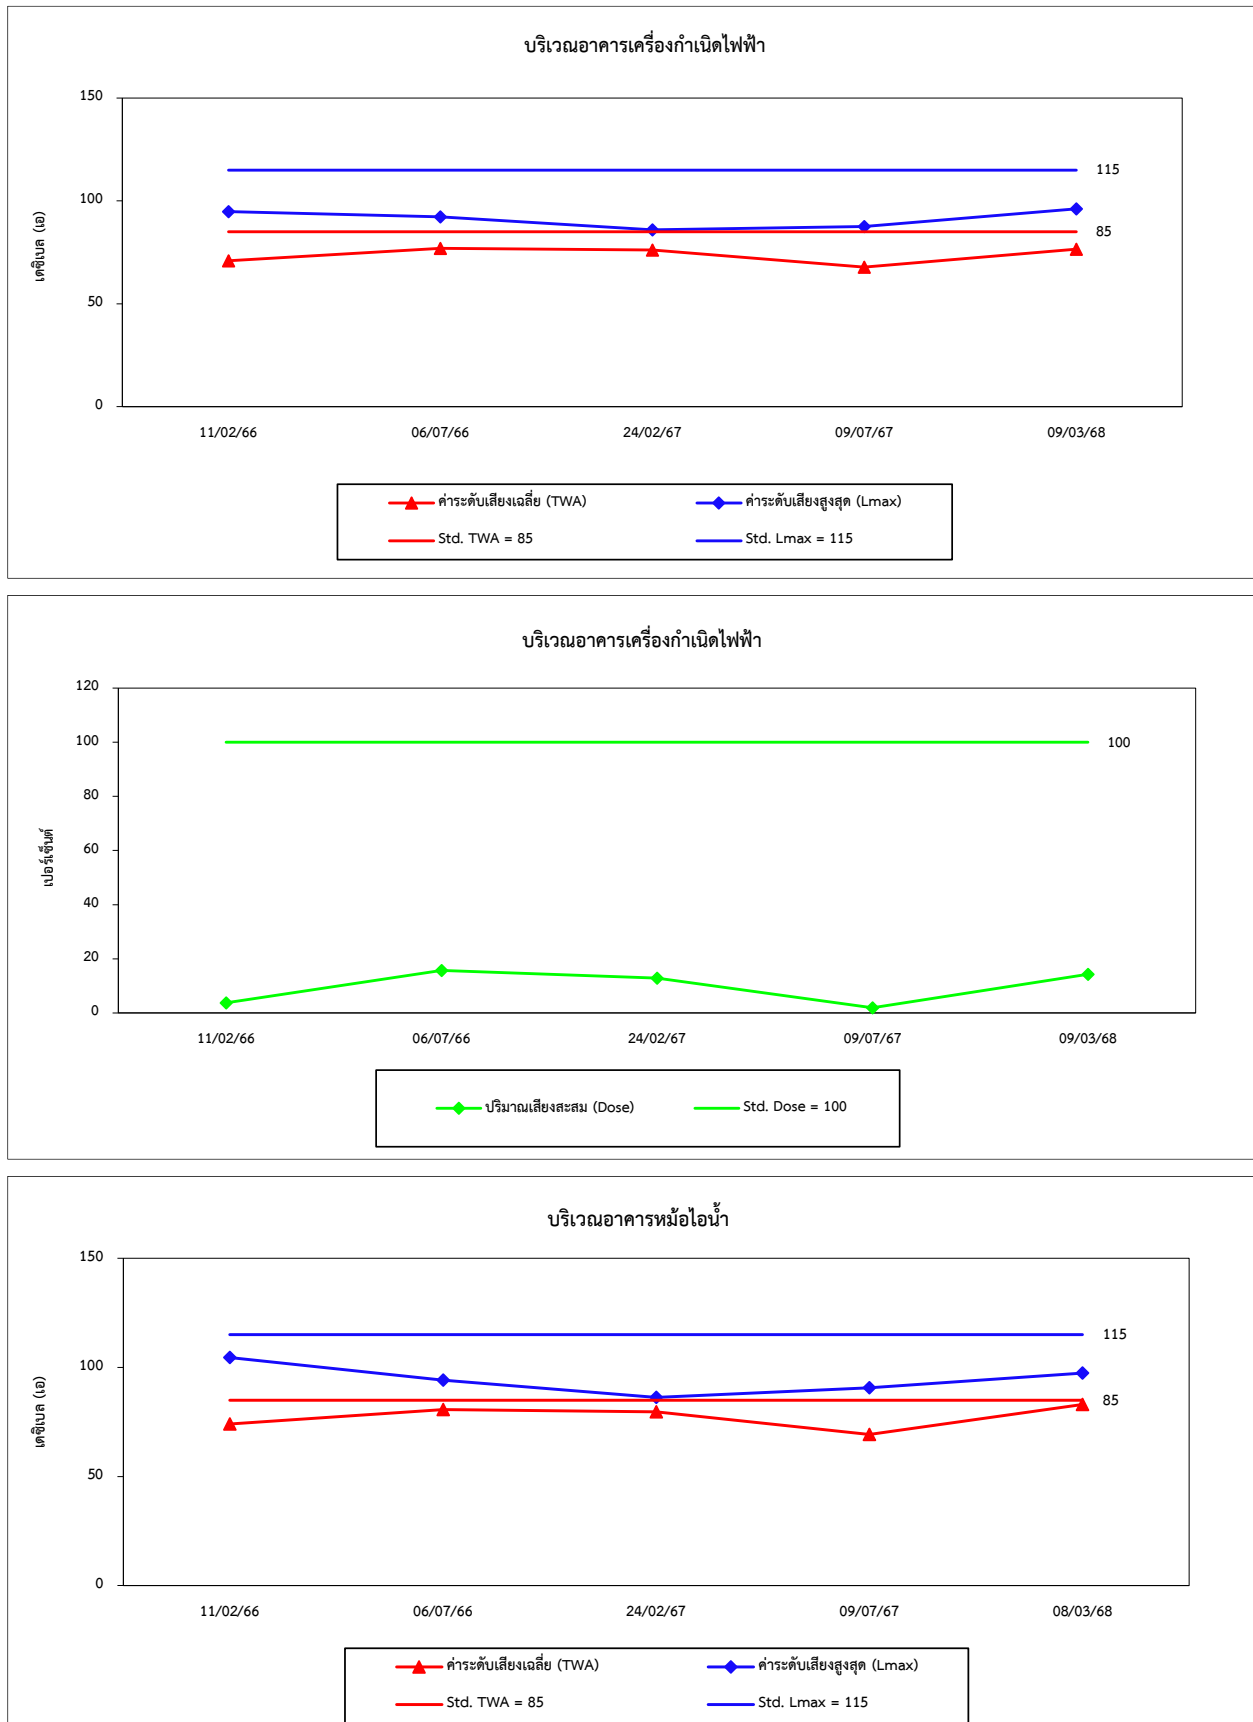 บริเวณอาคารเครื่องกำเนิดไฟฟ้า
150
100
50
0
เดซิเบล (เอ)
115
85
11/02/66 06/07/66 24/02/67 09/07/67 09/03/68
ค่าระดับเสียงเฉลี่ย (TWA) ค่าระดับเสียงสูงสุด (Lmax)
Std. TWA = 85 Std. Lmax = 115
บริเวณอาคารเครื่องกำเนิดไฟฟ้า
120
100
80
60
40
20
0
เปอร์เซ็นต์
100
11/02/66 06/07/66 24/02/67 09/07/67 09/03/68
ปริมาณเสียงสะสม (Dose) Std. Dose = 100
บริเวณอาคารหม้อไอน้ำ
150
100
50
0
เดซิเบล (เอ)
115
85
11/02/66 06/07/66 24/02/67 09/07/67 08/03/68
ค่าระดับเสียงเฉลี่ย (TWA) ค่าระดับเสียงสูงสุด (Lmax)
Std. TWA = 85 Std. Lmax = 115